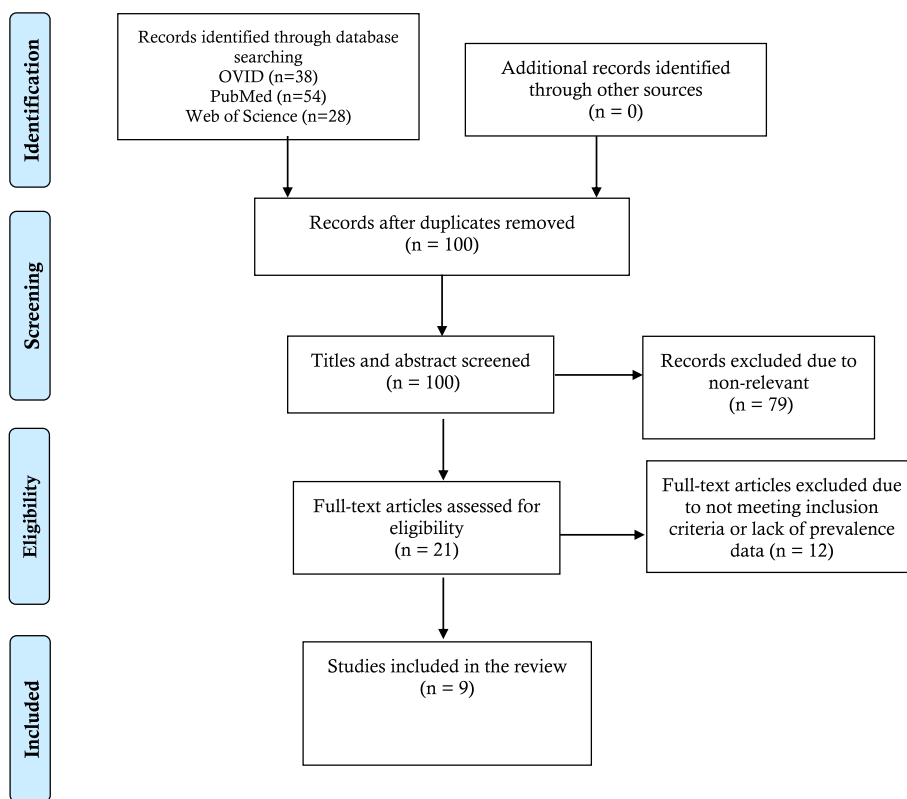 Identification
Records identified through database
searching
OVID (n=38)
PubMed (n=54)
Web of Science (n=28)
Additional records identified
through other sources
(n = 0)
Screening
Records after duplicates removed
(n = 100)
Titles and abstract screened
(n = 100)
Records excluded due to
non-relevant
(n = 79)
Eligibility
Full-text articles assessed for
eligibility
(n = 21)
Full-text articles excluded due
to not meeting inclusion
criteria or lack of prevalence
data (n = 12)
Included
Studies included in the review
(n = 9)